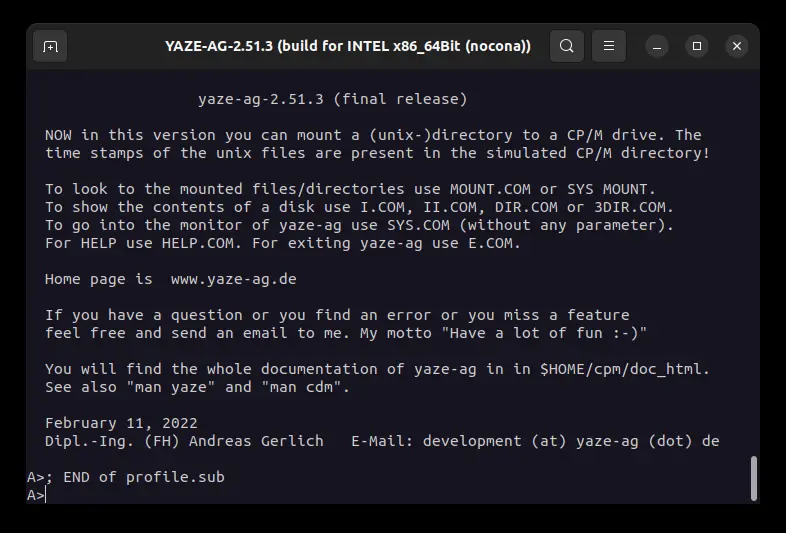 YAZE-AG-2.51.3 (build for INTEL x86_64Bit (nocona))
yaze-ag-2.51.3 (final release)
NOW in this version you can mount a (unix-)directory to a CP/M drive. The
time stamps of the unix files are present in the simulated CP/M directory!
To look to the mounted files/directories use MOUNT.COM or SYS MOUNT.
To show the contents of a disk use I.COM, II.COM, DIR.COM or 3DIR.COM.
To go into the monitor of yaze-ag use SYS.COM (without any parameter).
For HELP use HELP.COM. For exiting yaze-ag use E.COM.
Home page is  www.yaze-ag.de
If you have a question or you find an error or you miss a feature
feel free and send an email to me. My motto "Have a lot of fun :-)"
You will find the whole documentation of yaze-ag in in $HOME/cpm/doc_html.
See also "man yaze" and "man cdm".
February 11, 2022
Dipl.-Ing. (FH) Andreas Gerlich   E-Mail: development (at) yaze-ag (dot) de
A>; END of profile.sub
A>